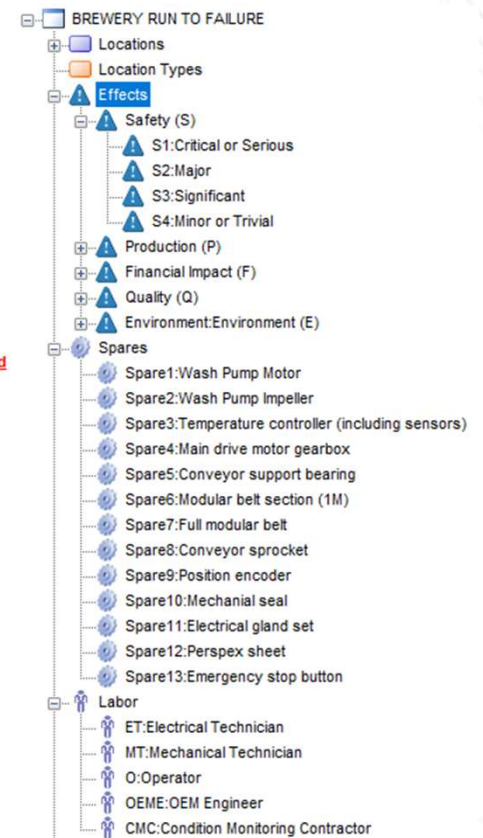 BREWERY RUN TO FAILURE
Locations
Location Types
Effects
Safety (S)
S1:Critical or Serious
S2:Major
S3:Significant
S4:Minor or Trivial
Production (P)
Financial Impact (F)
Quality (Q)
Environment:Environment (E)
Spares
d
Spare1:Wash Pump Motor
Spare2:Wash Pump Impeller
Spare3:Temperature controller (including sensors)
Spare4:Main drive motor gearbox
Spare5:Conveyor support bearing
Spare6:Modular belt section (1M)
Spare7:Full modular belt
Spare8:Conveyor sprocket
Spare9:Position encoder
Spare10:Mechanial seal
Spare11:Electrical gland set
Spare12:Perspex sheet
Spare13:Emergency stop button
Labor
ET:Electrical Technician
MT:Mechanical Technician
O:Operator
OEME:OEM Engineer
CMC:Condition Monitoring Contractor